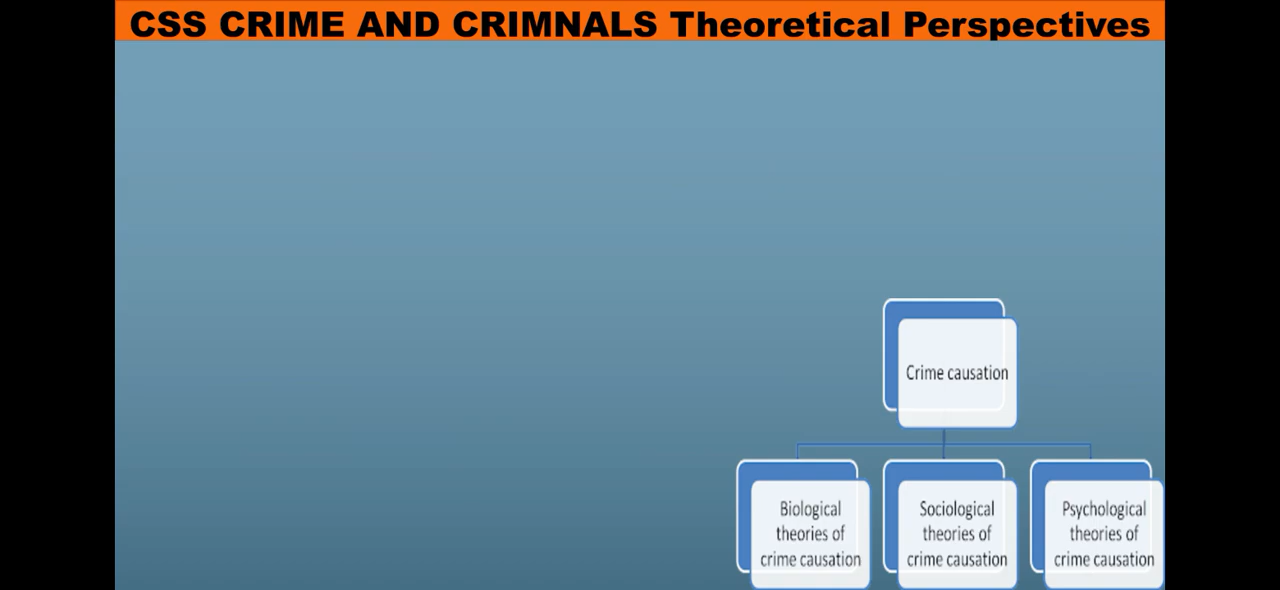 CSS CRIME AND CRIMNALS Theoretical Perspectives
Crime causation
Biological
theories of
crime causation
Sociological
theories of
crime causation
Psychological
theories of
crime causation